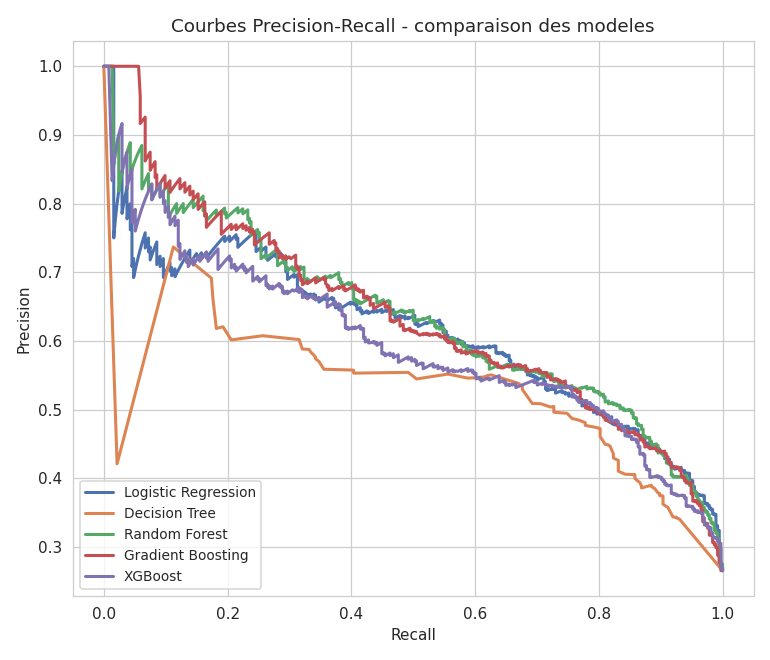 Courbes Precision-Recall - comparaison des modeles
1.0
0.9
0.8
0.7
0.6
0.5
0.4
0.3
Precision
Logistic Regression
Decision Tree
Random Forest
Gradient Boosting
XGBoost
0.0 0.2 0.4 0.6 0.8 1.0
Recall